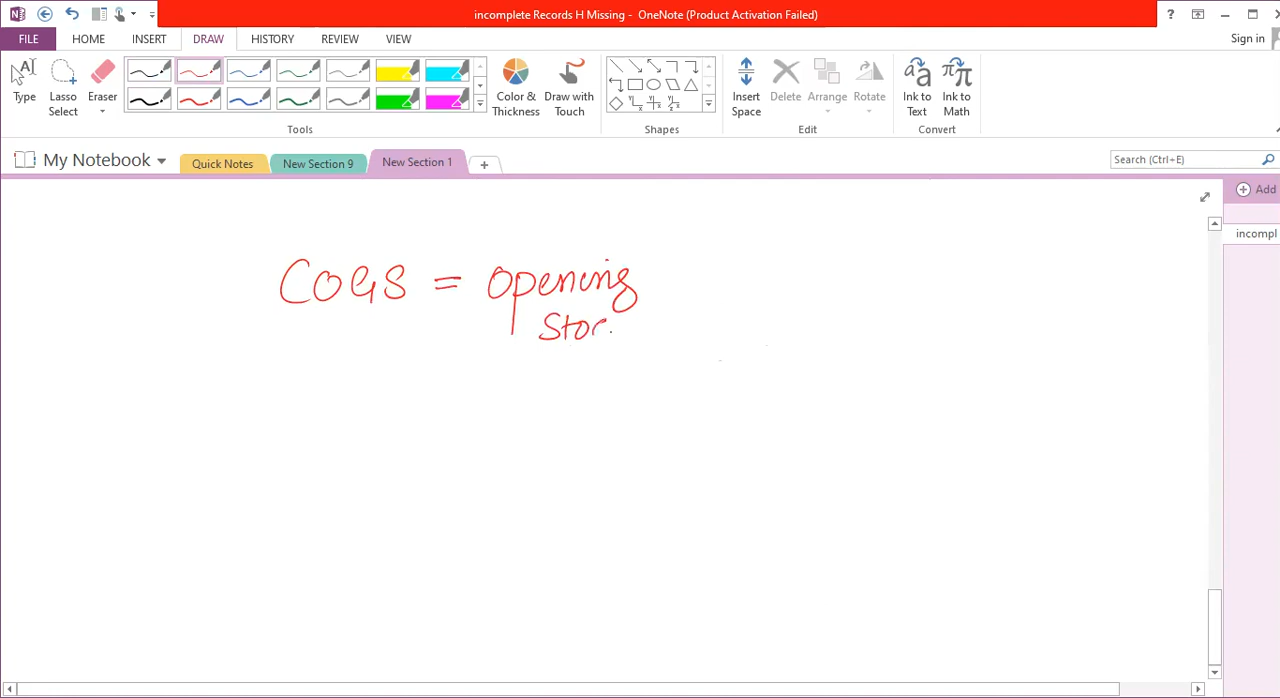 incomplete Records H Missing - OneNote (Product Activation Failed)
?
FILE HOME INSERT DRAW HISTORY REVIEW VIEW
Sign in
Type
Lasso Select
Eraser
Color & Thickness
Draw with Touch
Insert Space
Delete
Arrange
Rotate
Ink to Text
Ink to Math
Tools
Shapes
Edit
Convert
My Notebook
Quick Notes
New Section 9
New Section 1
Search (Ctrl+E)
Add
incompl
COGS = opening
Stoc